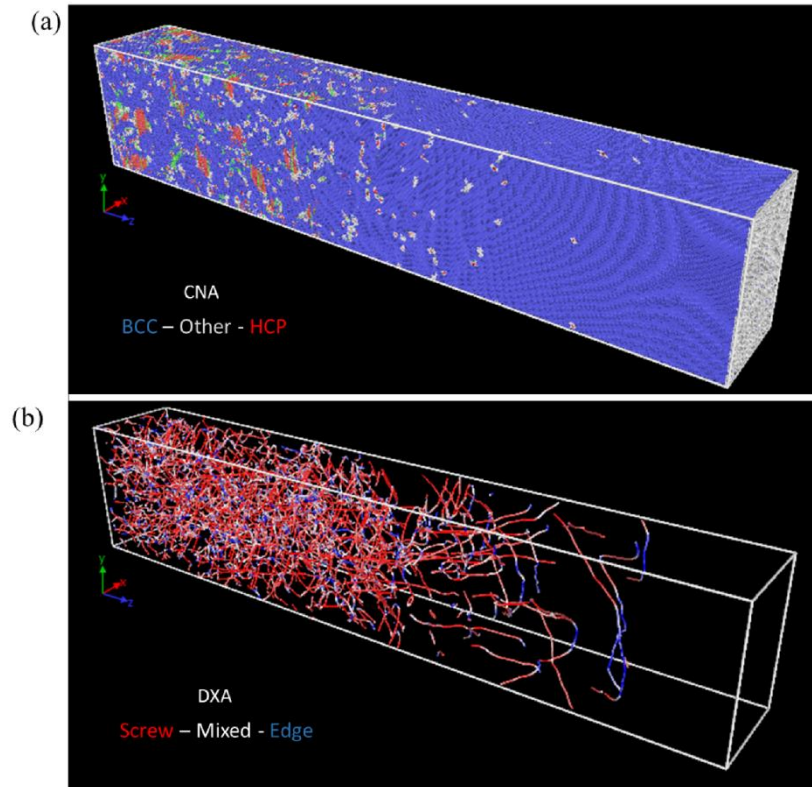 (a)
y
x
z
CNA
BCC – Other - HCP
(b)
y
x
z
DXA
Screw – Mixed - Edge